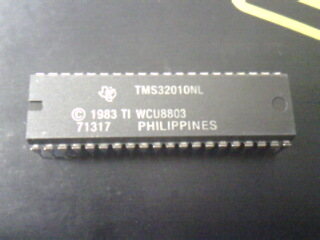 TMS32010NL
© 1983 TI WCU8803
71317 PHILIPPINES